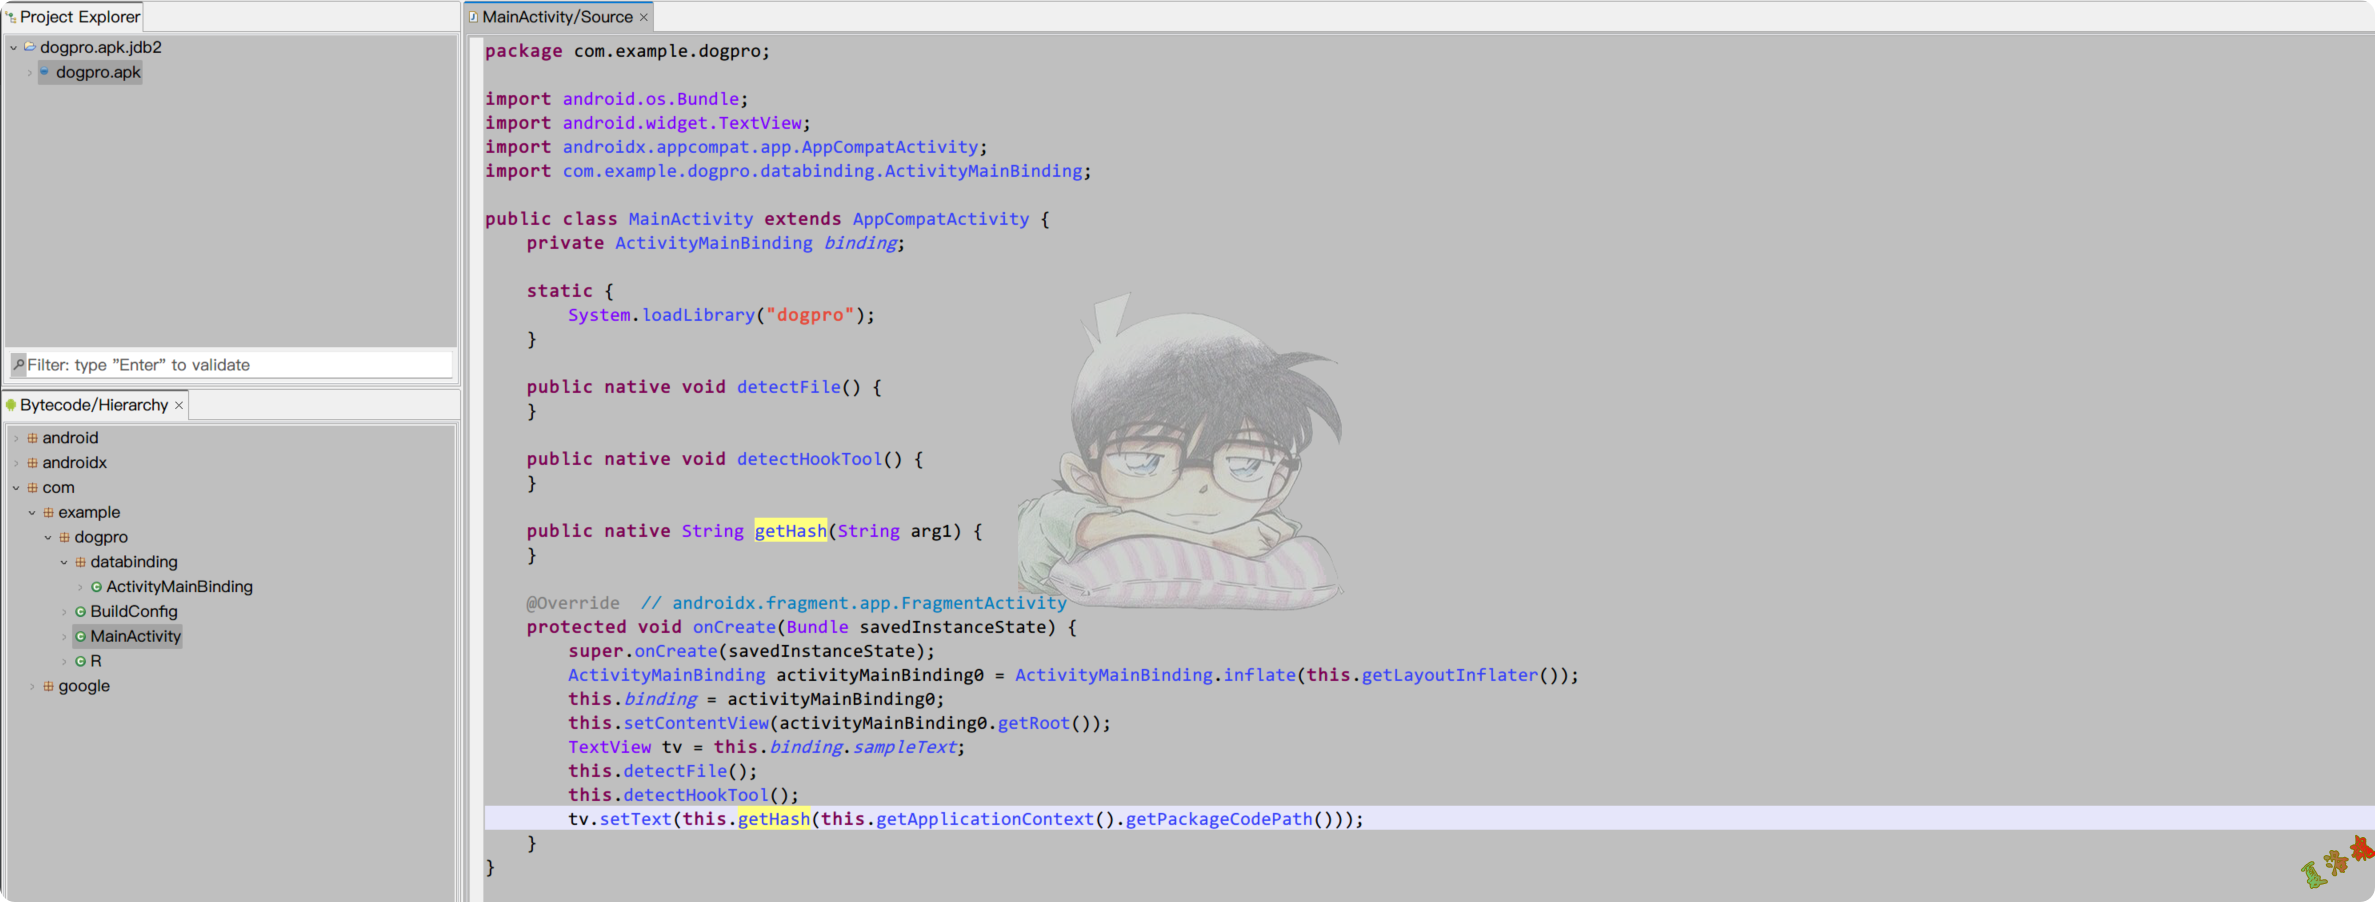 Project Explorer
dogpro.apk.jdb2
dogpro.apk
Filter: type "Enter" to validate
Bytecode/Hierarchy
android
androidx
com
example
dogpro
databinding
ActivityMainBinding
BuildConfig
MainActivity
R
google
MainActivity/Source
package com.example.dogpro;
import android.os.Bundle;
import android.widget.TextView;
import androidx.appcompat.app.AppCompatActivity;
import com.example.dogpro.databinding.ActivityMainBinding;
public class MainActivity extends AppCompatActivity {
    private ActivityMainBinding binding;
    static {
        System.loadLibrary("dogpro");
    }
    public native void detectFile() {
    }
    public native void detectHookTool() {
    }
    public native String getHash(String arg1) {
    }
    @Override  // androidx.fragment.app.FragmentActivity
    protected void onCreate(Bundle savedInstanceState) {
        super.onCreate(savedInstanceState);
        ActivityMainBinding activityMainBinding0 = ActivityMainBinding.inflate(this.getLayoutInflater());
        this.binding = activityMainBinding0;
        this.setContentView(activityMainBinding0.getRoot());
        TextView tv = this.binding.sampleText;
        this.detectFile();
        this.detectHookTool();
        tv.setText(this.getHash(this.getApplicationContext().getPackageCodePath()));
    }
}